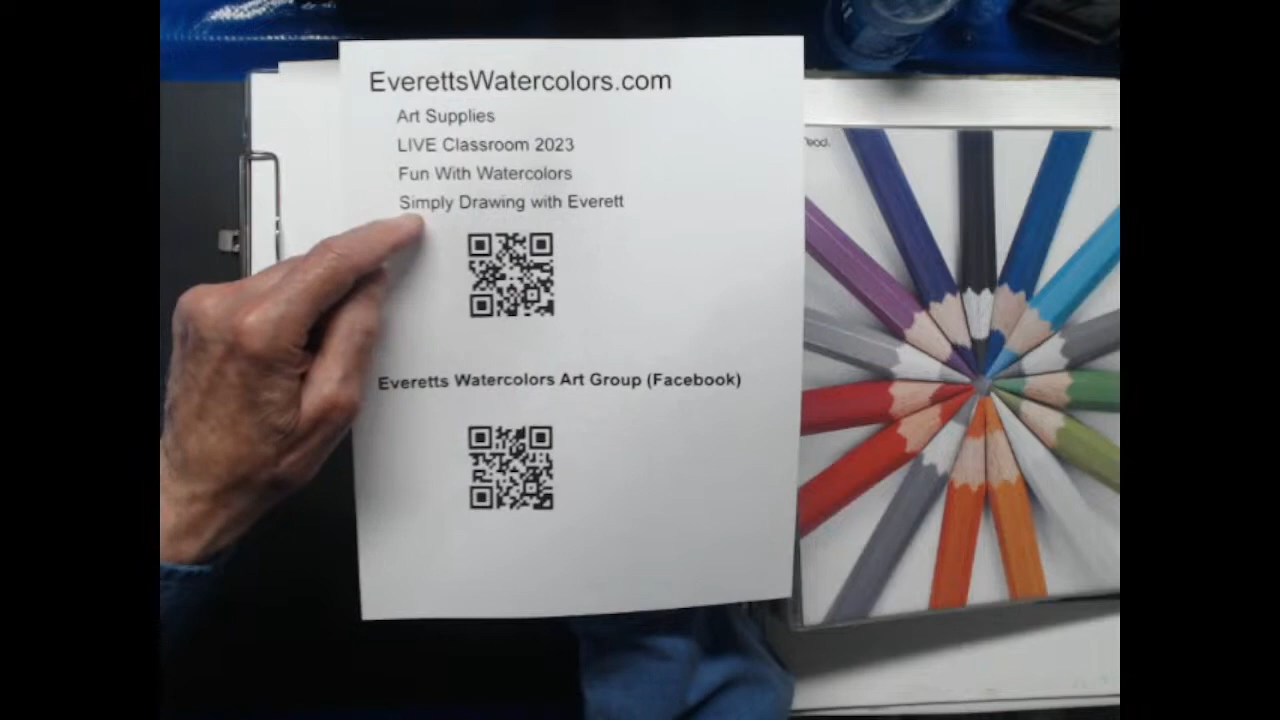 EverettsWatercolors.com
Art Supplies
LIVE Classroom 2023
Fun With Watercolors
Simply Drawing with Everett
Everetts Watercolors Art Group (Facebook)